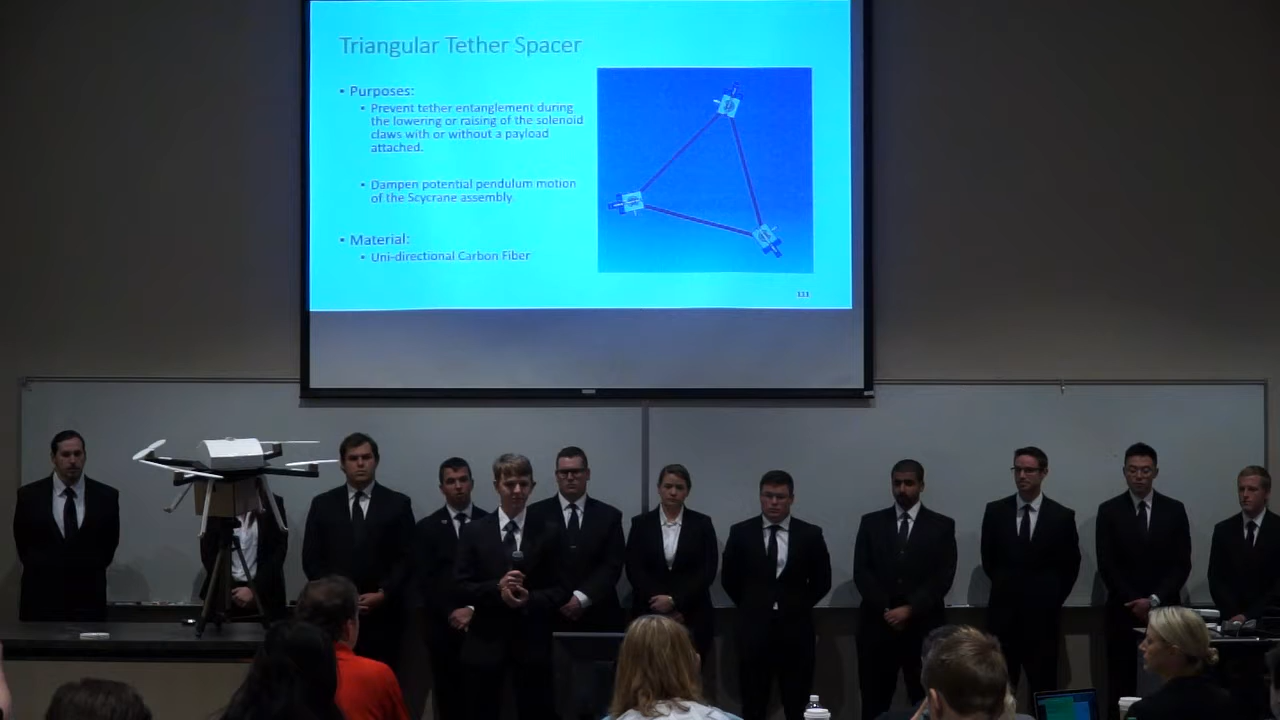 Triangular Tether Spacer
• Purposes:
• Prevent tether entanglement during
the lowering or raising of the solenoid
claws with or without a payload
attached.
• Dampen potential pendulum motion
of the Scycrane assembly
• Material:
• Uni-directional Carbon Fiber
111